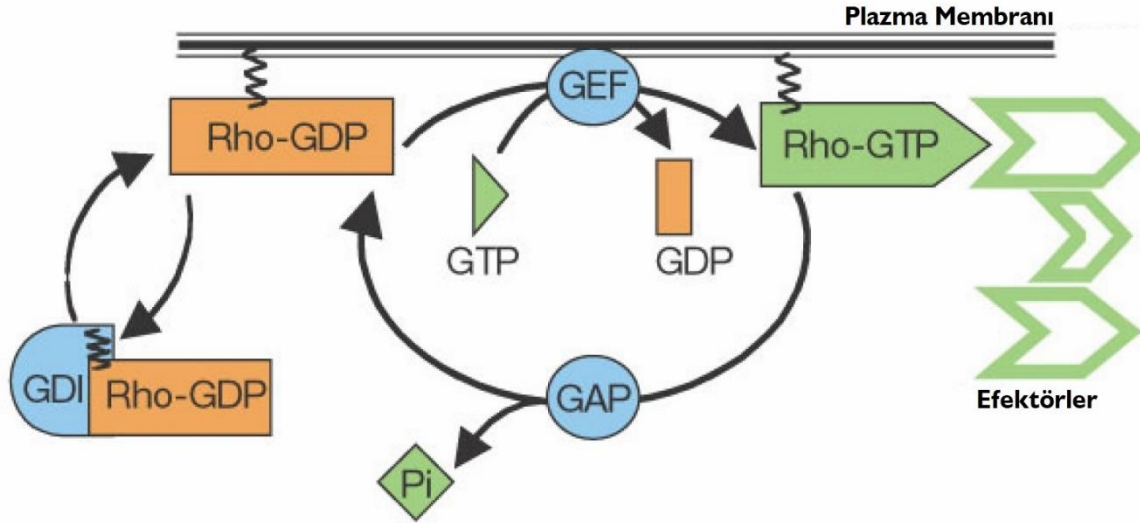 Plazma Membranı
GEF
Rho-GDP
Rho-GTP
GTP
GDP
GDI
Rho-GDP
GAP
Efektörler
Pi